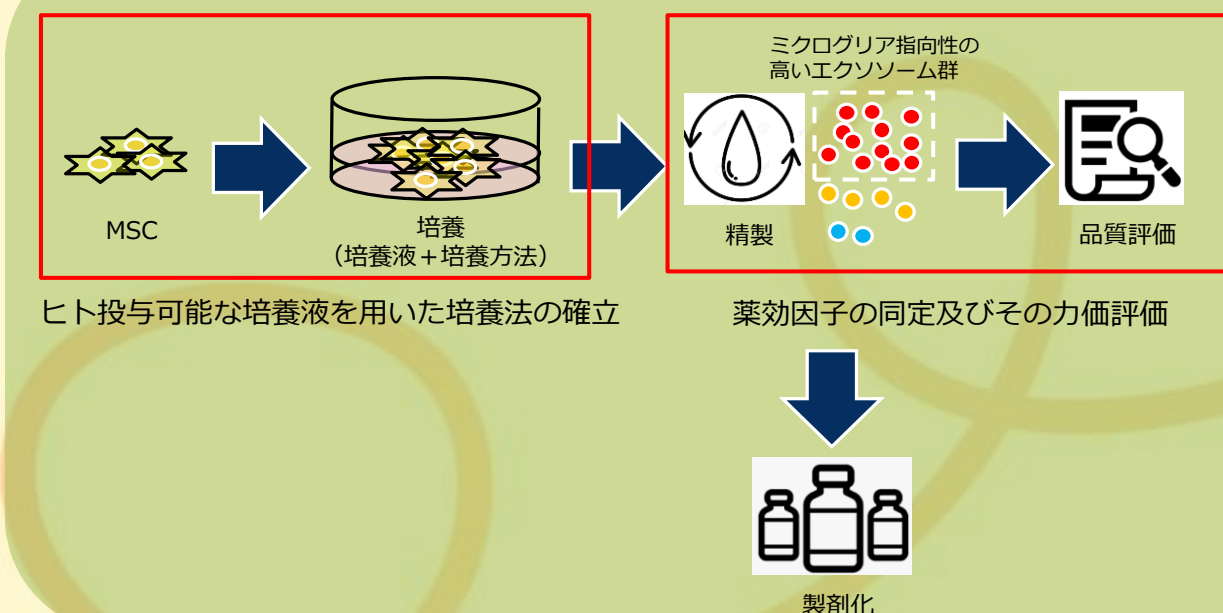 ミクログリア指向性の
高いエクソソーム群
MSC
培養
（培養液＋培養方法）
精製
品質評価
ヒト投与可能な培養液を用いた培養法の確立
薬効因子の同定及びその力価評価
製剤化